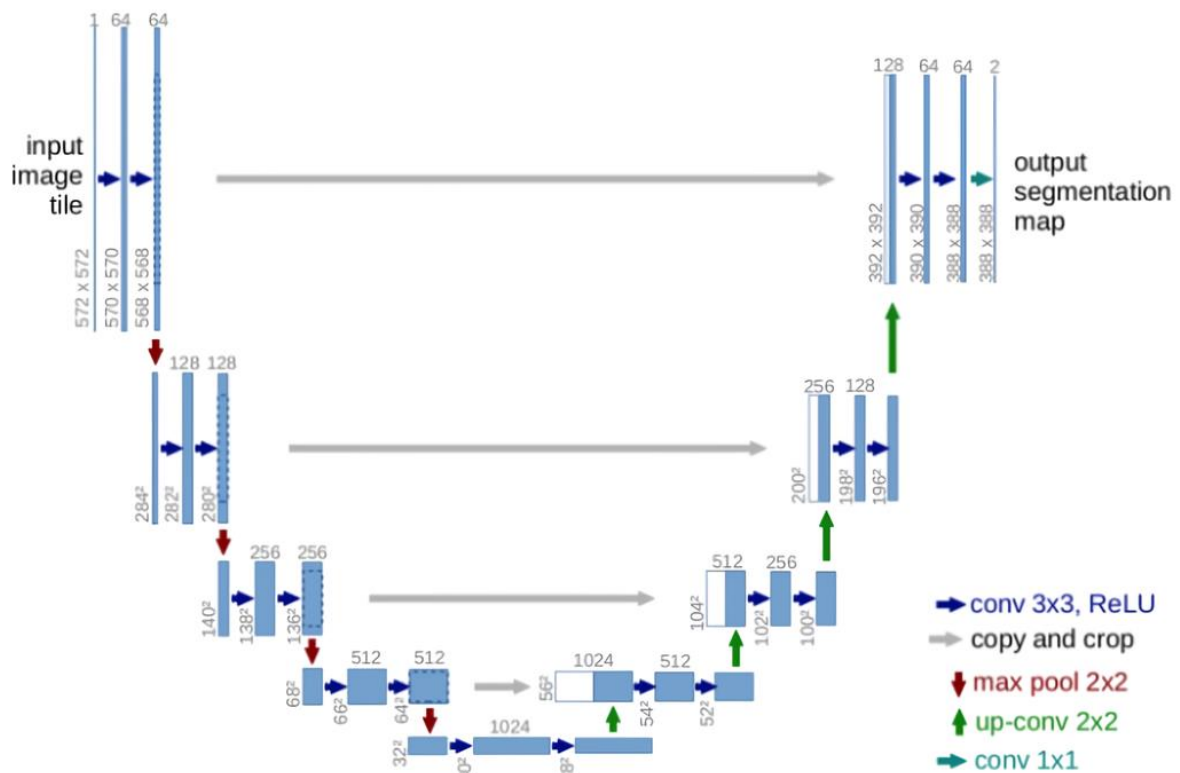 1 64 64
input
image
tile
572 x 572
570 x 570
568 x 568
128 64 64 2
output
segmentation
map
392 x 392
390 x 390
388 x 388
388 x 388
128 128
284²
282²
280²
256 128
200²
198²
196²
256 256
140²
138²
136²
512 256
104²
102²
100²
512 512
68²
66²
64²
1024 512
56²
54²
52²
1024
32²
conv 3x3, ReLU
copy and crop
max pool 2x2
up-conv 2x2
conv 1x1